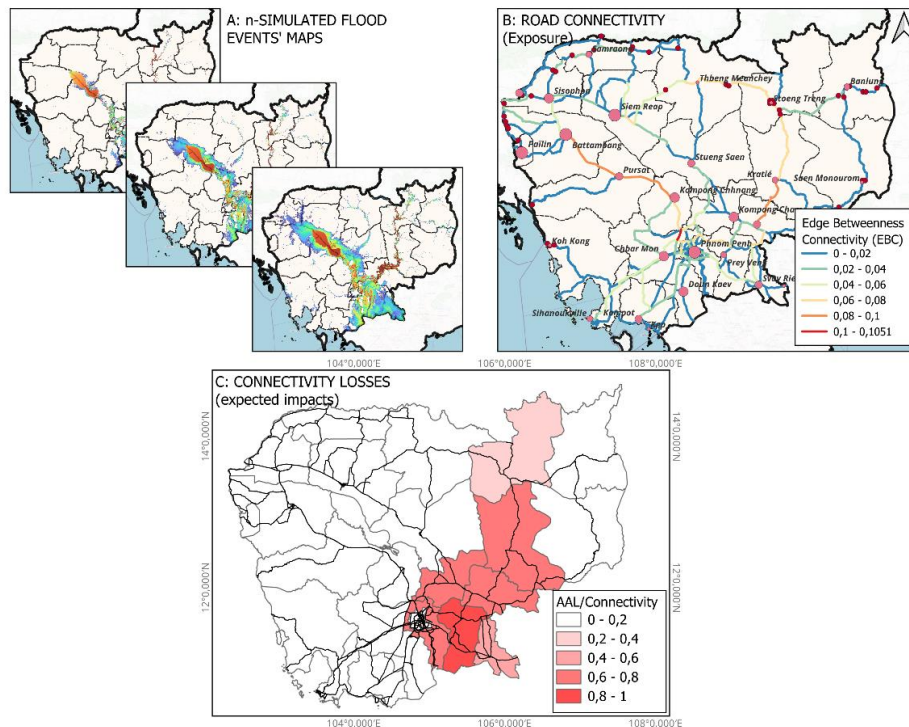 A: n-SIMULATED FLOOD
EVENTS' MAPS
B: ROAD CONNECTIVITY
(Exposure)
Samraong
Sisophon
Siem Reap
Thbeng Meanchey
Stoeng Treng
Banlung
Pailin
Battambang
Pursat
Stueng Saen
Kratié
Saen Monourom
Kampong Chhnang
Kompong Cha
Koh Kong
Chbar Mon
Phnom Penh
Prey Veng
Svay Rie
Doun Kaev
Sihanoukville
Kampot
Kep
Edge Betweenness
Connectivity (EBC)
0 - 0,02
0,02 - 0,04
0,04 - 0,06
0,06 - 0,08
0,08 - 0,1
0,1 - 0,1051
104°0,000'E 106°0,000'E 108°0,000'E
C: CONNECTIVITY LOSSES
(expected impacts)
14°0,000'N
14°0,000'N
12°0,000'N
12°0,000'N
AAL/Connectivity
0 - 0,2
0,2 - 0,4
0,4 - 0,6
0,6 - 0,8
0,8 - 1
104°0,000'E 106°0,000'E 108°0,000'E